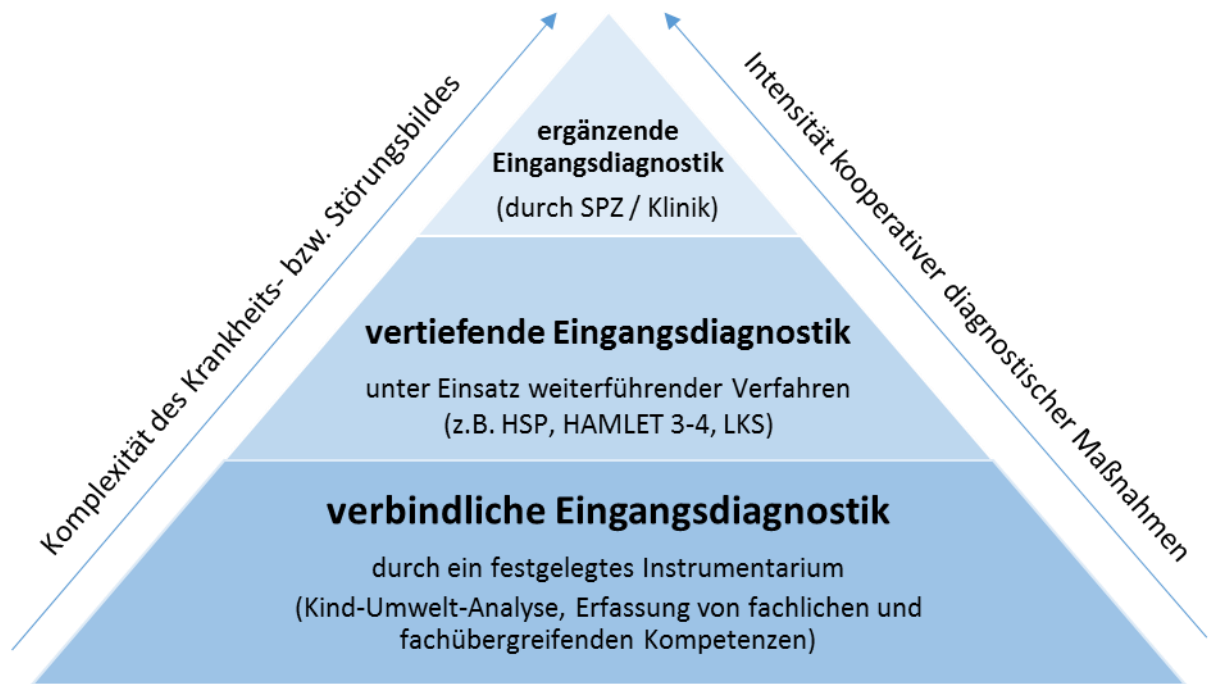 Komplexität des Krankheits- bzw. Störungsbildes
Intensität kooperativer diagnostischer Maßnahmen
ergänzende
Eingangsdiagnostik
(durch SPZ / Klinik)
vertiefende Eingangsdiagnostik
unter Einsatz weiterführender Verfahren
(z.B. HSP, HAMLET 3-4, LKS)
verbindliche Eingangsdiagnostik
durch ein festgelegtes Instrumentarium
(Kind-Umwelt-Analyse, Erfassung von fachlichen und
fachübergreifenden Kompetenzen)